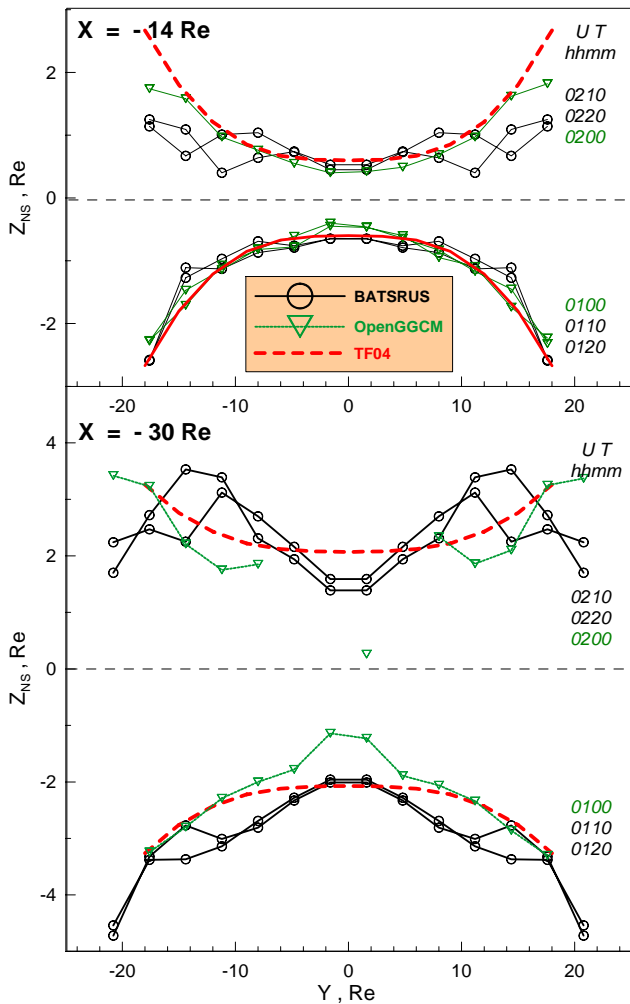 X = - 14 Re
U T
hhmm
2
0210
0220
0200
0
Z_NS , Re
-2
BATSRUS
OpenGGCM
TF04
0100
0110
0120
-20 -10 0 10 20
X = - 30 Re
4
U T
hhmm
2
0210
0220
0200
0
Z_NS , Re
-2
0100
0110
0120
-4
-20 -10 0 10 20
Y , Re